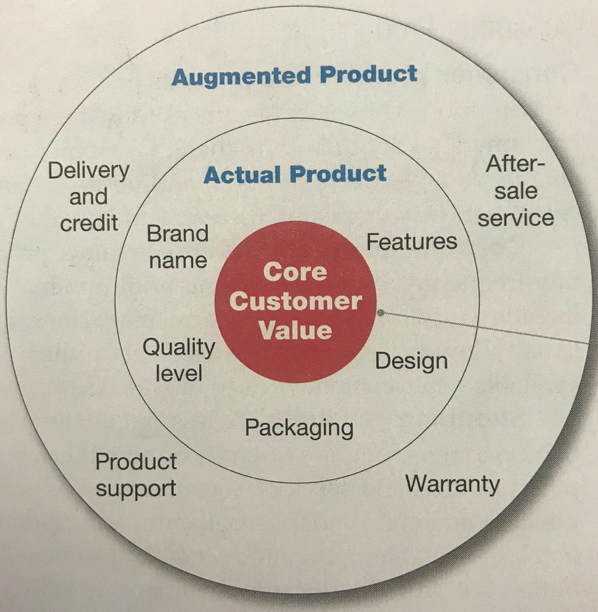 Augmented Product
Delivery
and
credit
After-
sale
service
Actual Product
Brand
name
Features
Core
Customer
Value
Quality
level
Design
Packaging
Product
support
Warranty